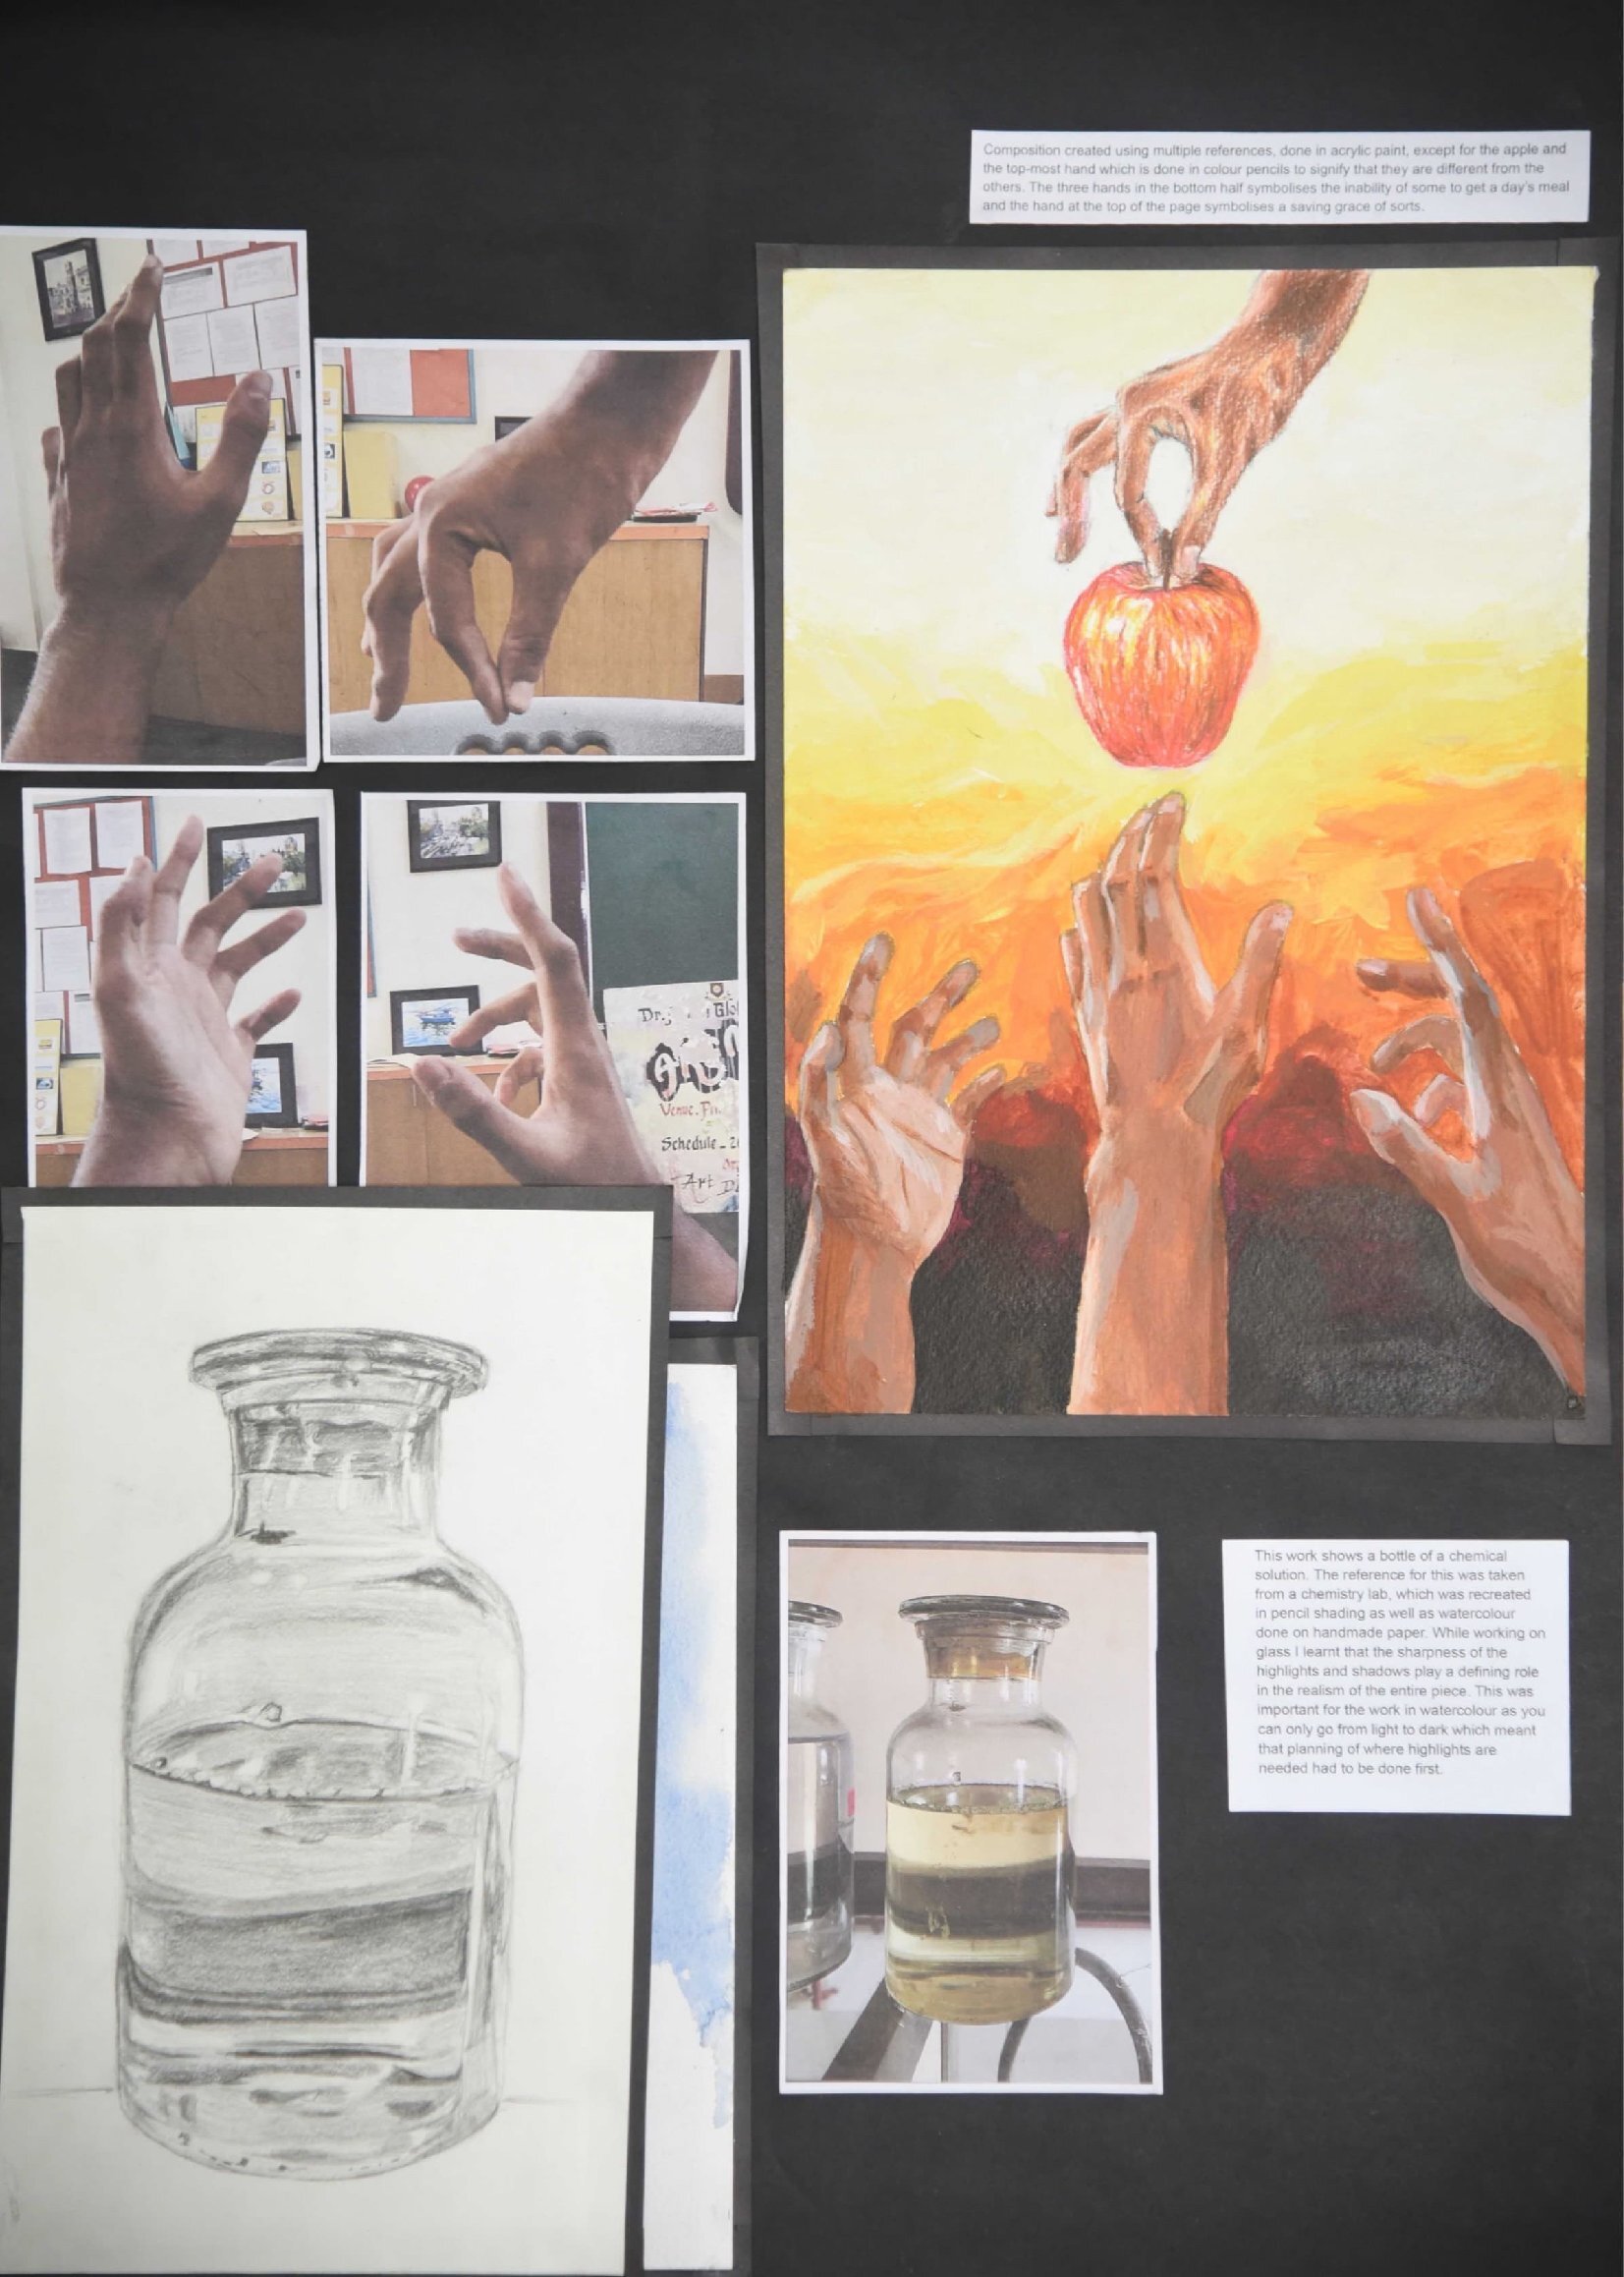 Composition created using multiple references, done in acrylic paint, except for the apple and
the top-most hand which is done in colour pencils to signify that they are different from the
others. The three hands in the bottom half symbolises the inability of some to get a day's meal
and the hand at the top of the page symbolises a saving grace of sorts.
Schedule
Art
This work shows a bottle of a chemical
solution. The reference for this was taken
from a chemistry lab, which was recreated
in pencil shading as well as watercolour
done on handmade paper. While working on
glass I learnt that the sharpness of the
highlights and shadows play a defining role
in the realism of the entire piece. This was
important for the work in watercolour as you
can only go from light to dark which meant
that planning of where highlights are
needed had to be done first.